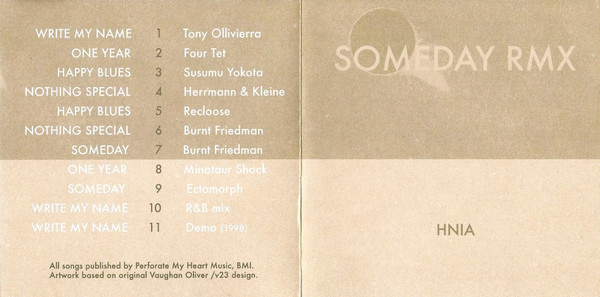 WRITE MY NAME 1 Tony Ollivierra
ONE YEAR 2 Four Tet
HAPPY BLUES 3 Susumu Yokota
NOTHING SPECIAL 4 Herrmann & Kleine
HAPPY BLUES 5 Recloose
NOTHING SPECIAL 6 Burnt Friedman
SOMEDAY 7 Burnt Friedman
ONE YEAR 8 Minotaur Shock
SOMEDAY 9 Ectomorph
WRITE MY NAME 10 R&B mix
WRITE MY NAME 11 Demo (1998)
All songs published by Perforate My Heart Music, BMI.
Artwork based on original Vaughan Oliver /v23 design.
SOMEDAY RMX
HNIA